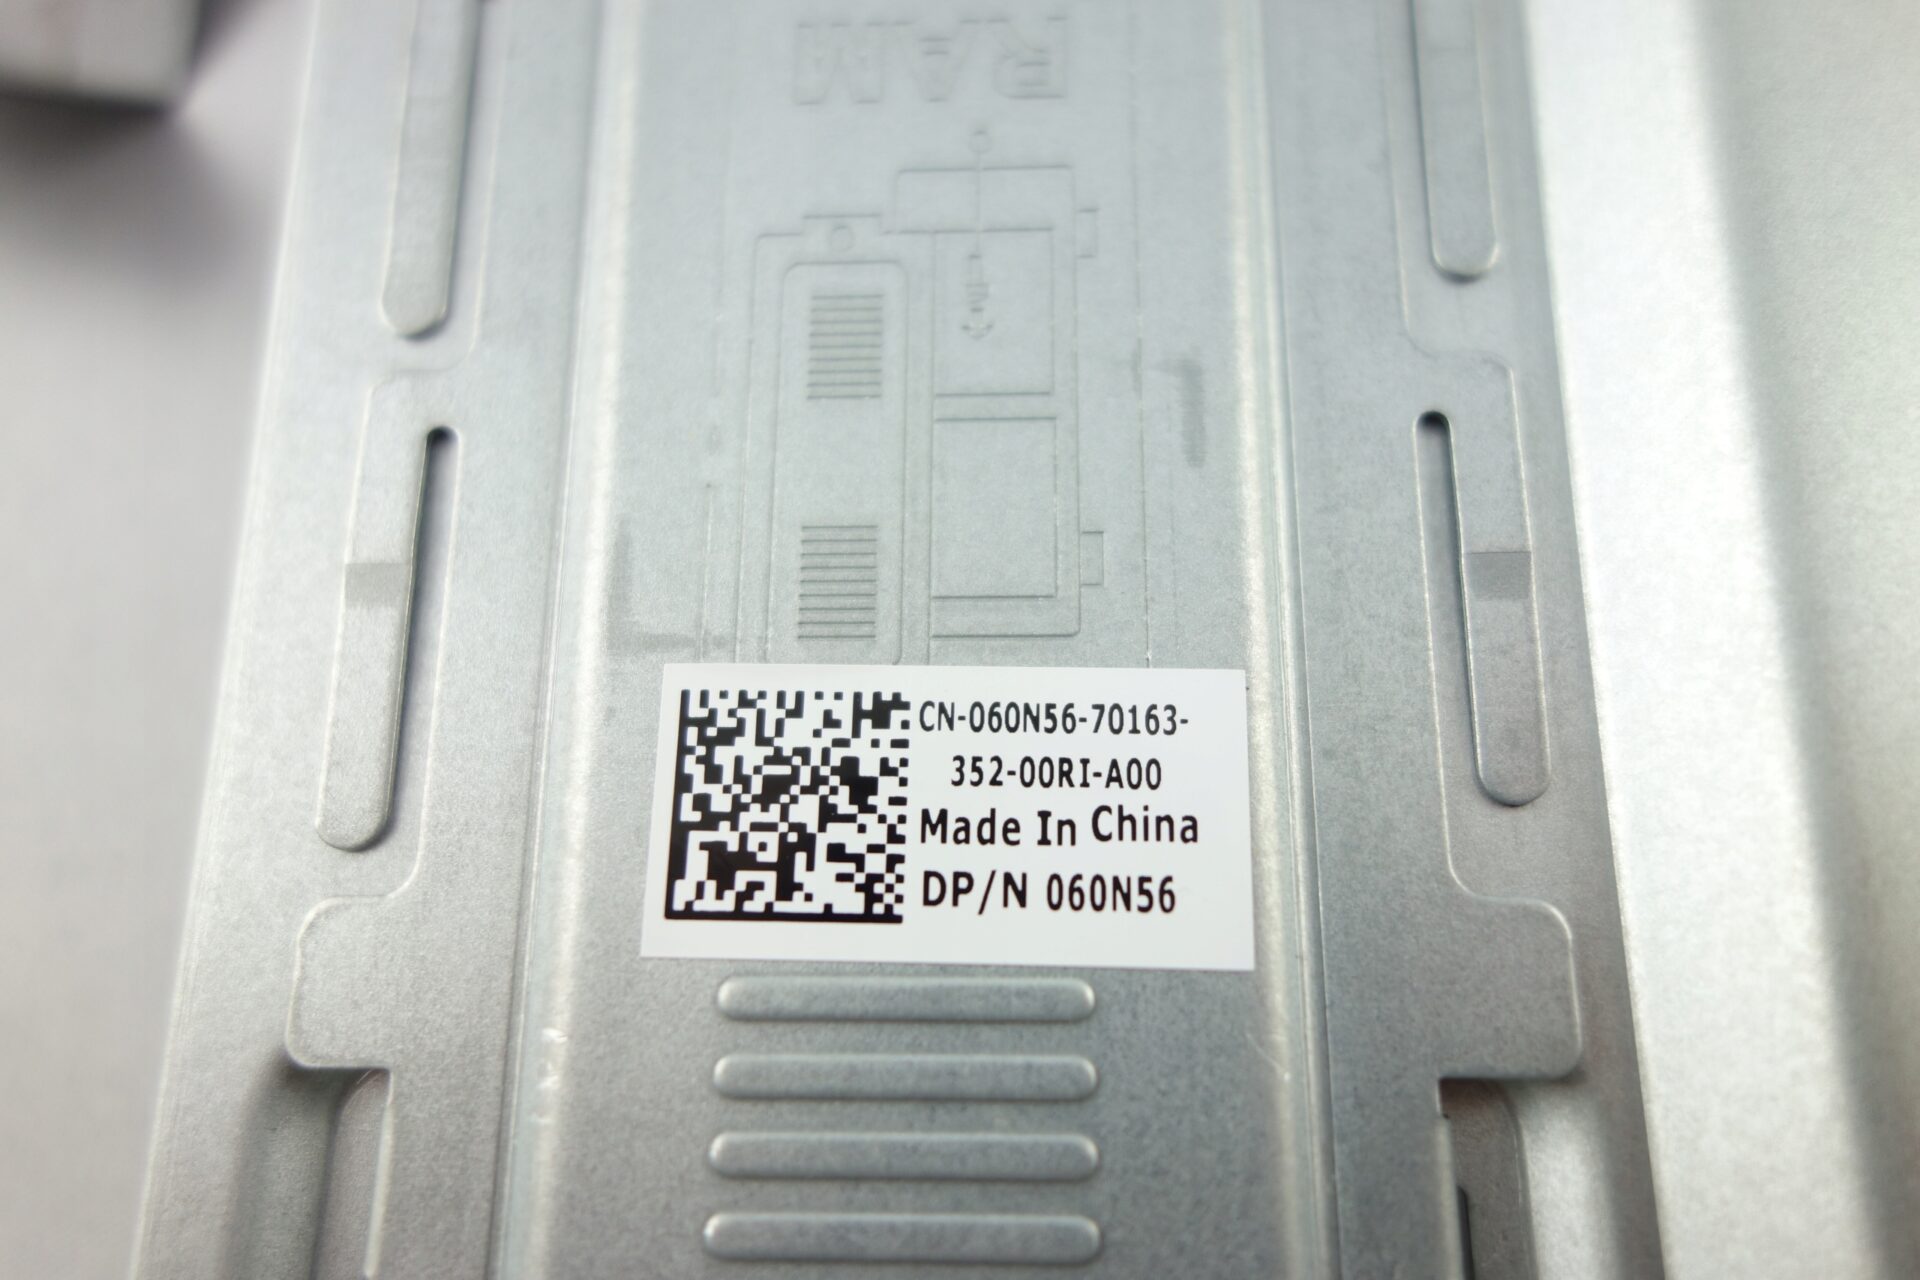 RAM
CN-060N56-70163-
352-00RI-A00
Made In China
DP/N 060N56